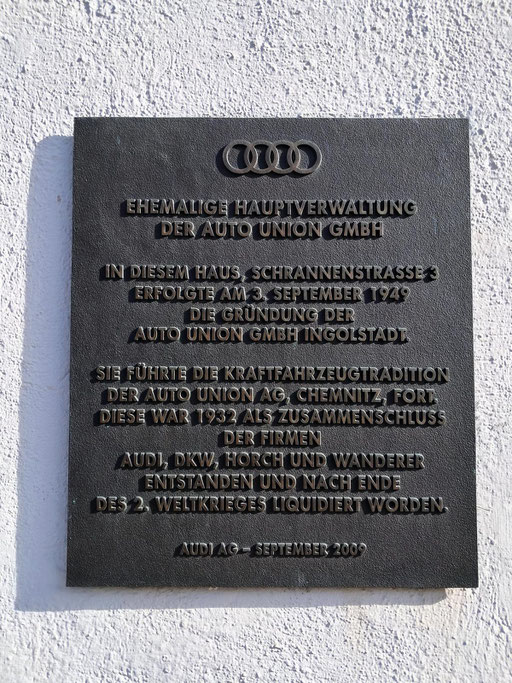 EHEMALIGE HAUPTVERWALTUNG
DER AUTO UNION GMBH
IN DIESEM HAUS, SCHRANNENSTRASSE 3
ERFOLGTE AM 3. SEPTEMBER 1949
DIE GRÜNDUNG DER
AUTO UNION GMBH INGOLSTADT.
SIE FÜHRTE DIE KRAFTFAHRZEUGTRADITION
DER AUTO UNION AG, CHEMNITZ, FORT.
DIESE WAR 1932 ALS ZUSAMMENSCHLUSS
DER FIRMEN
AUDI, DKW, HORCH UND WANDERER
ENTSTANDEN UND NACH ENDE
DES 2. WELTKRIEGES LIQUIDIERT WORDEN.
AUDI AG – SEPTEMBER 2009